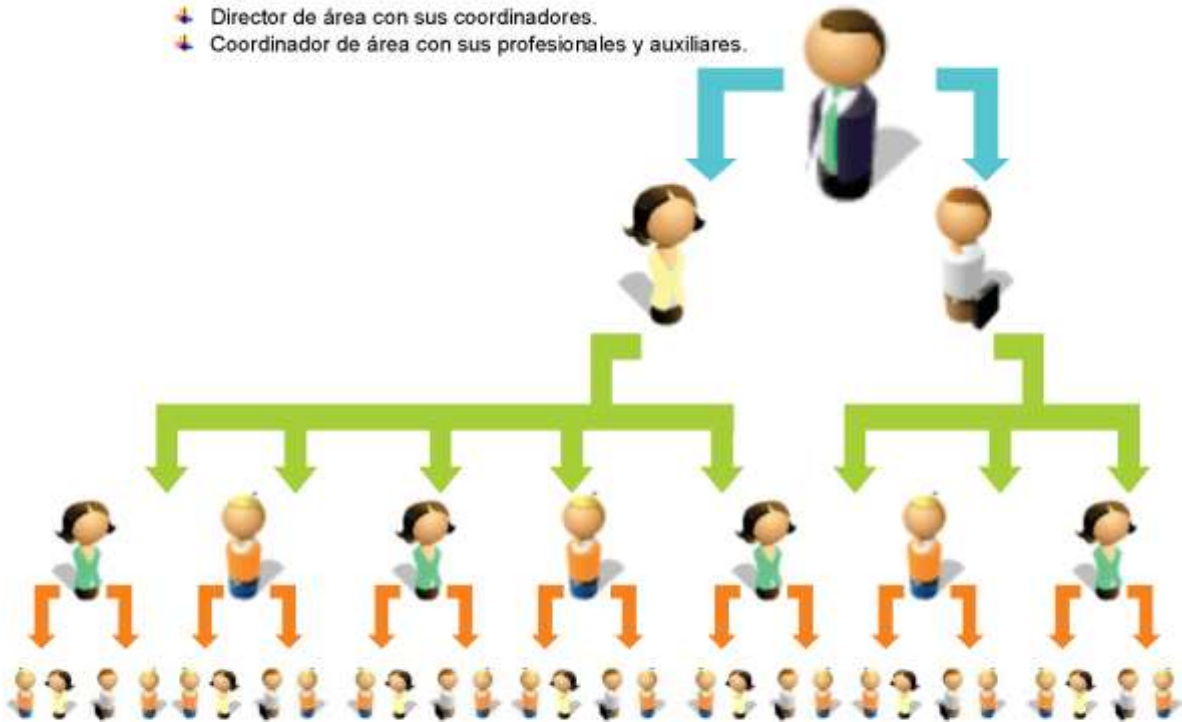 Director de área con sus coordinadores.
Coordinador de área con sus profesionales y auxiliares.